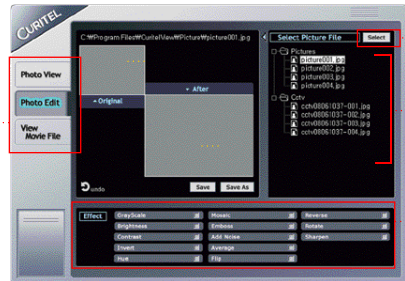 CURITEL
C:₩Program Files₩CuritelView₩Picture₩picture001.jpg
Select Picture File
Select
Pictures
picture001.jpg
picture002.jpg
picture003.jpg
picture004.jpg
Cctv
cctv08061037-001.jpg
cctv08061037-002.jpg
cctv08061037-003.jpg
cctv08061037-004.jpg
Photo View
Photo Edit
View
Movie File
After
Original
undo
Save
Save As
Effect
GrayScale
Mosaic
Reverse
Brightness
Emboss
Rotate
Contrast
Add Noise
Sharpen
Invert
Average
Hue
Flip